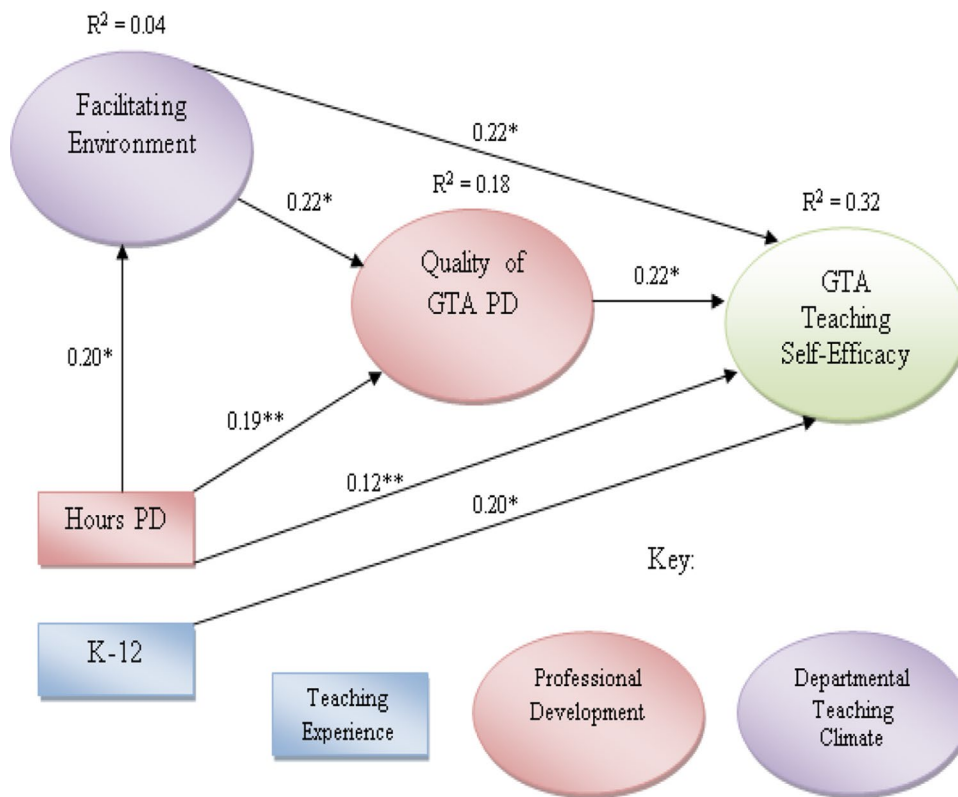 R² = 0.04
Facilitating
Environment
0.22*
R² = 0.18
R² = 0.32
0.22*
Quality of
GTA PD
0.22*
GTA
Teaching
Self-Efficacy
0.20*
0.19**
0.12**
0.20*
Hours PD
K-12
Key:
Teaching
Experience
Professional
Development
Departmental
Teaching
Climate